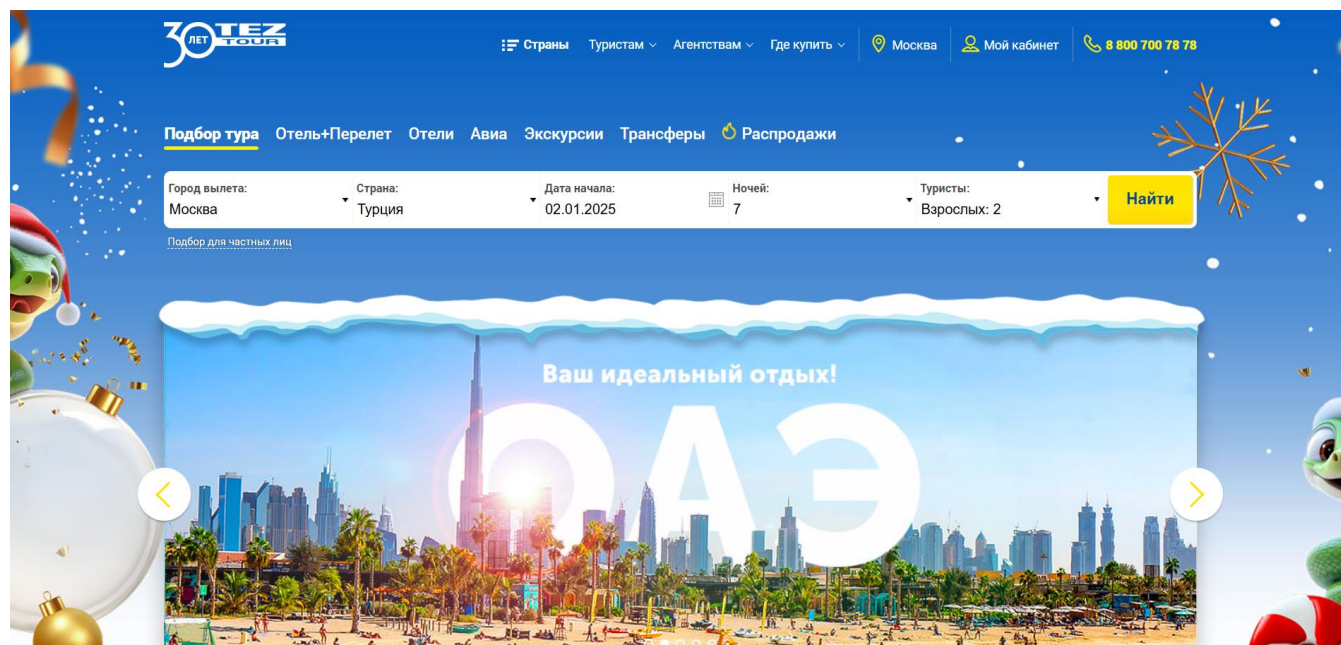 30 ЛЕТ TEZ TOUR
Страны Туристам Агентствам Где купить Москва Мой кабинет 8 800 700 78 78
Подбор тура Отель+Перелет Отели Авиа Экскурсии Трансферы Распродажи
Город вылета: Страна: Дата начала: Ночей: Туристы:
Москва Турция 02.01.2025 7 Взрослых: 2 Найти
Подбор для частных лиц
Ваш идеальный отдых!
ОАЭ